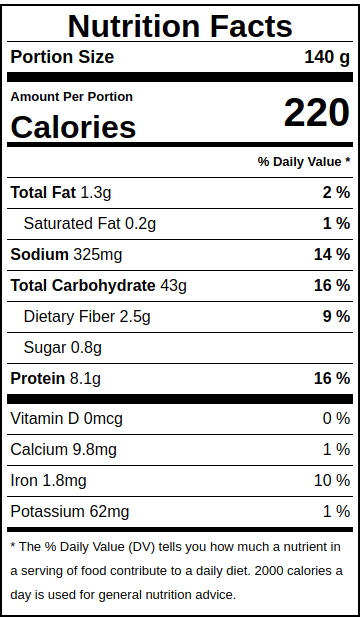 Nutrition Facts
Portion Size 140 g
Amount Per Portion
Calories 220
% Daily Value *
Total Fat 1.3g 2 %
Saturated Fat 0.2g 1 %
Sodium 325mg 14 %
Total Carbohydrate 43g 16 %
Dietary Fiber 2.5g 9 %
Sugar 0.8g
Protein 8.1g 16 %
Vitamin D 0mcg 0 %
Calcium 9.8mg 1 %
Iron 1.8mg 10 %
Potassium 62mg 1 %
* The % Daily Value (DV) tells you how much a nutrient in
a serving of food contribute to a daily diet. 2000 calories a
day is used for general nutrition advice.